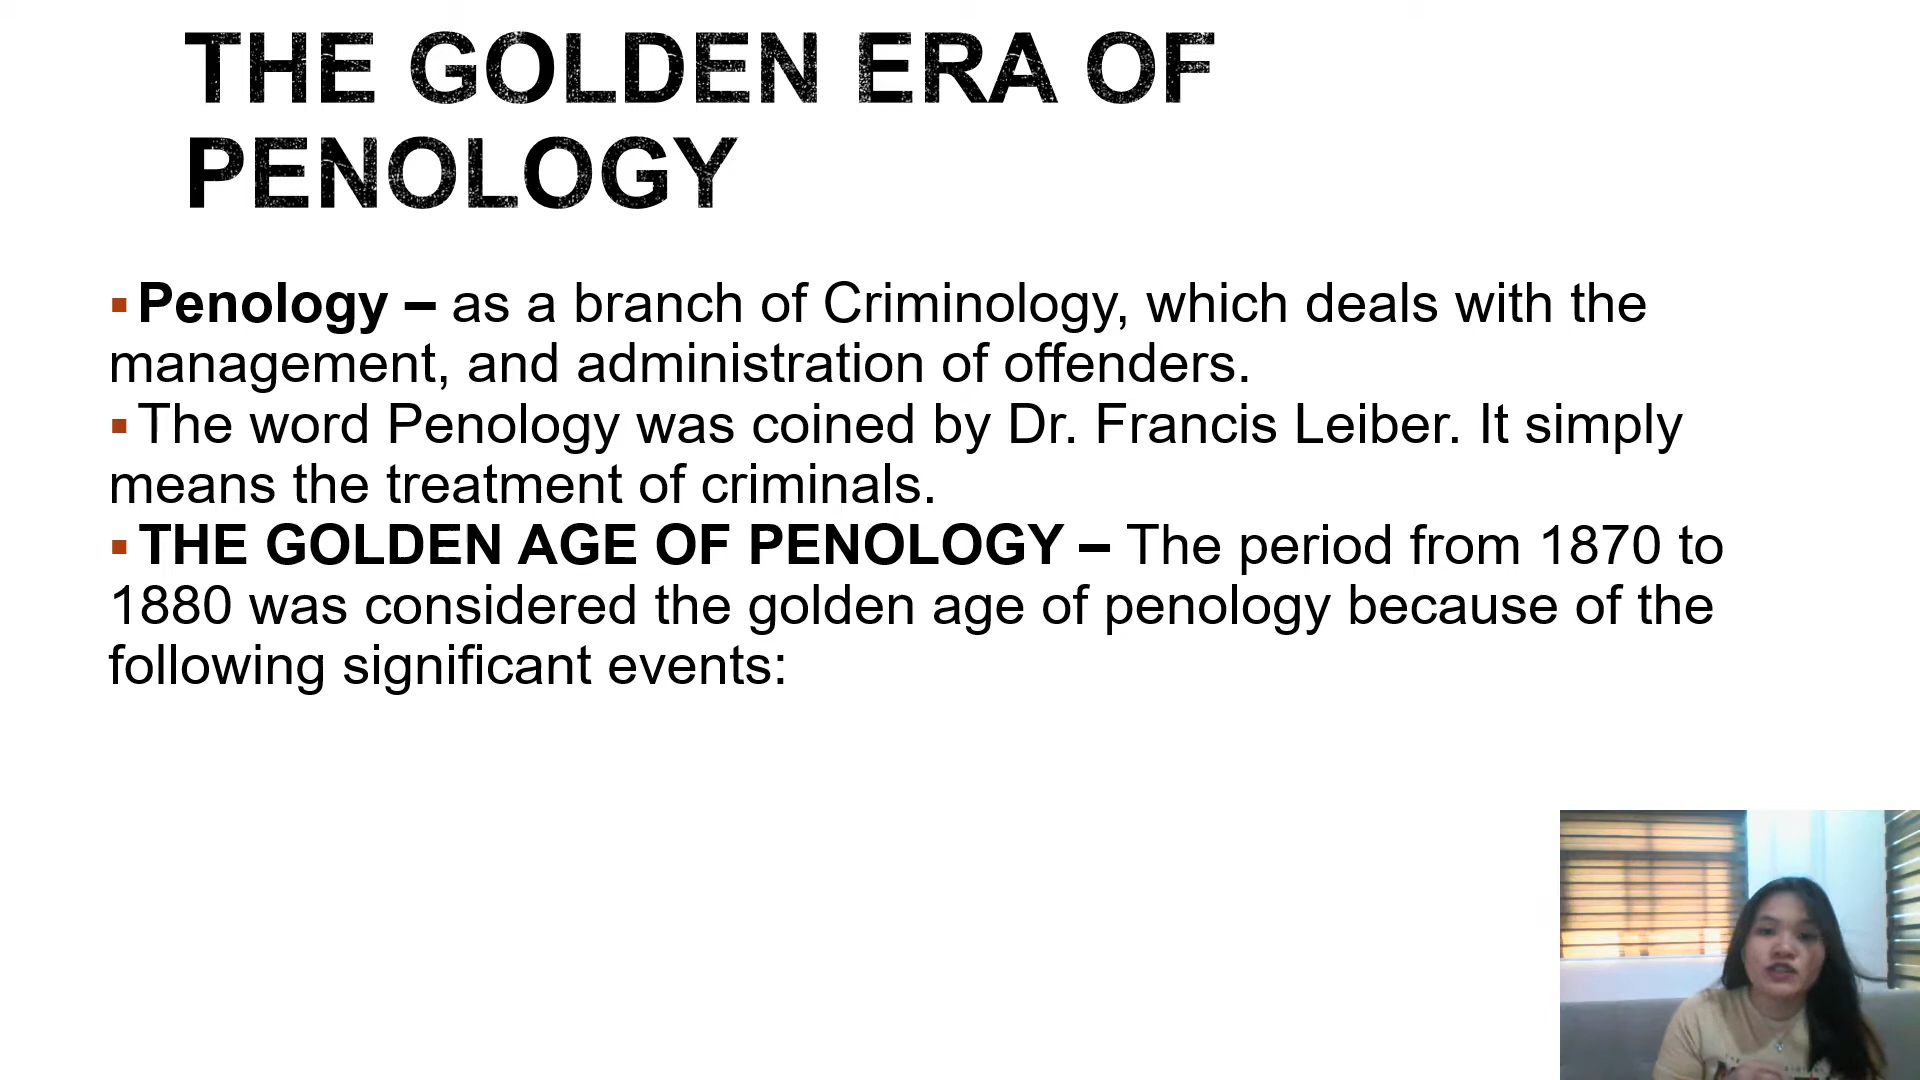 THE GOLDEN ERA OF
PENOLOGY
▪Penology – as a branch of Criminology, which deals with the
management, and administration of offenders.
▪The word Penology was coined by Dr. Francis Leiber. It simply
means the treatment of criminals.
▪THE GOLDEN AGE OF PENOLOGY – The period from 1870 to
1880 was considered the golden age of penology because of the
following significant events: